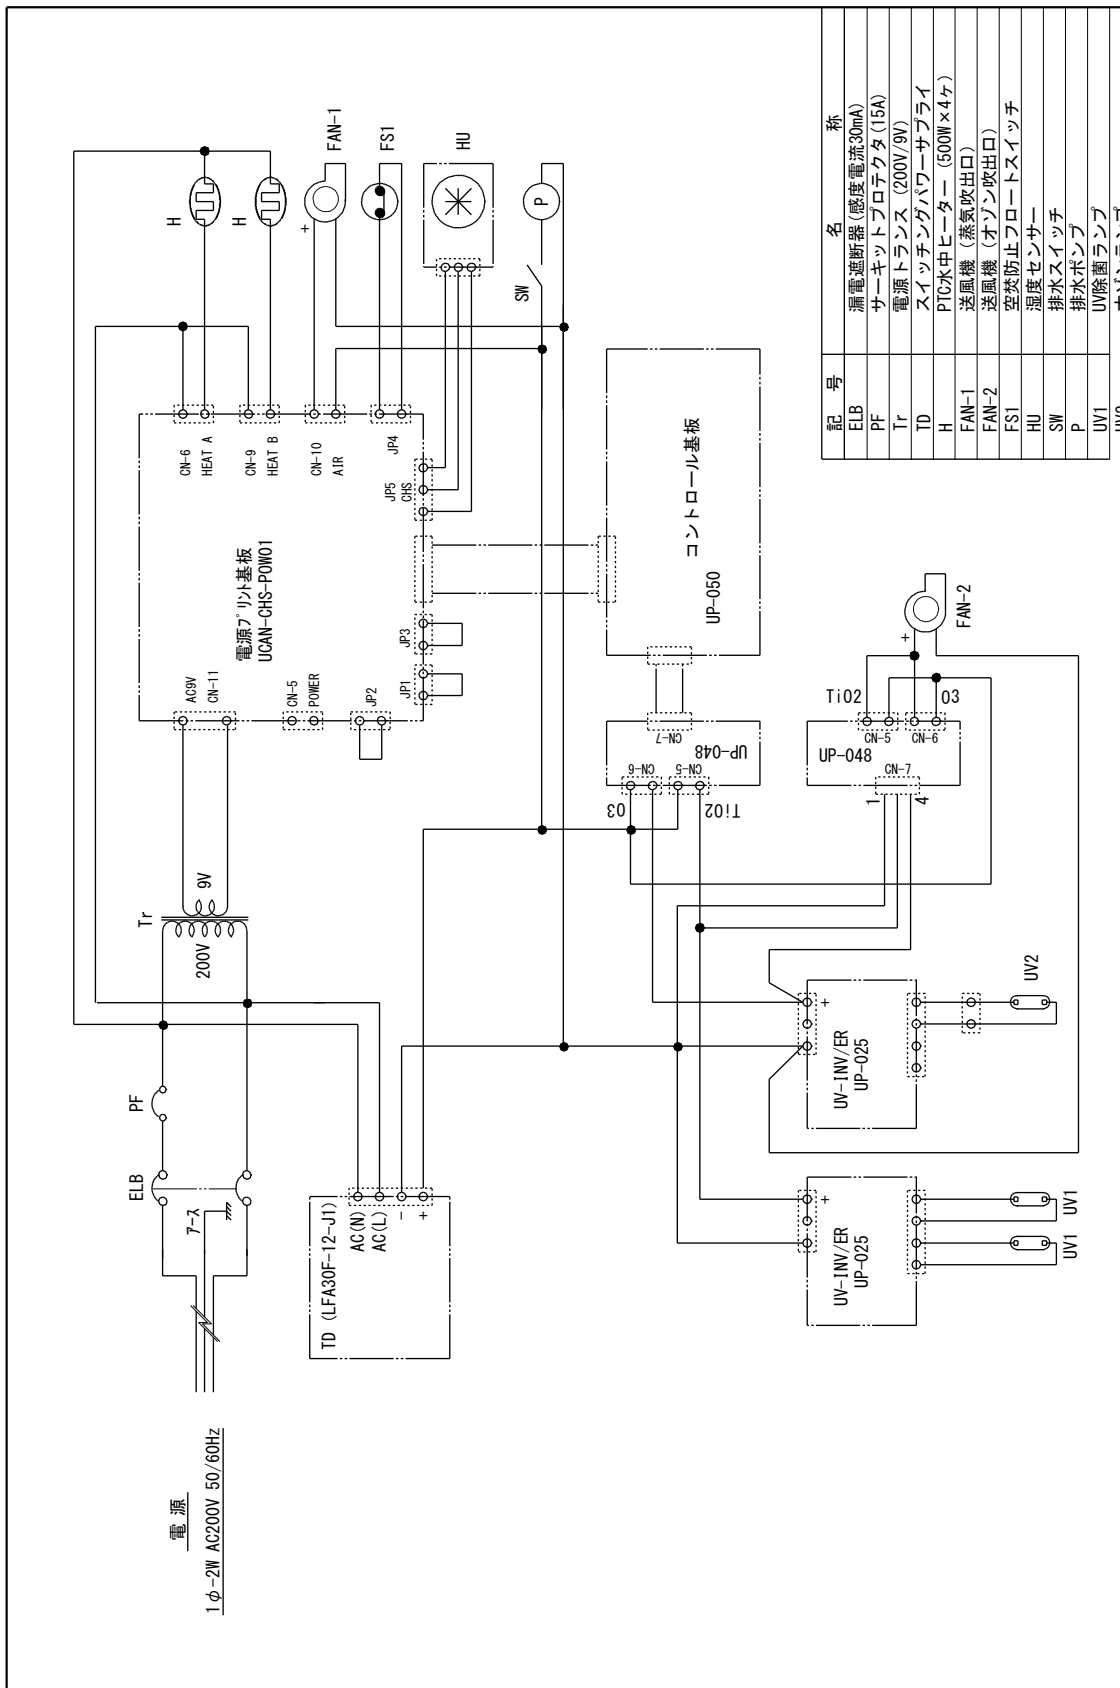 電源
1φ-2W AC200V 50/60Hz
アース
ELB
PF
Tr
200V
9V
TD (LFA30F-12-J1)
AC(N)
AC(L)
-
+
電源プリント基板
UCAN-CHS-POW01
AC9V
CN-11
CN-5
POWER
JP2
JP1
JP3
JP5
CHS
JP4
CN-6
HEAT A
CN-9
HEAT B
CN-10
AIR
H
H
+
FAN-1
FS1
HU
SW
P
コントロール基板
UP-050
CN-7
UP-048
CN-6
CN-5
O3
TiO2
TiO2
O3
CN-5
CN-6
UP-048
CN-7
1
4
+
FAN-2
+
UV-INV/ER
UP-025
UV2
+
UV-INV/ER
UP-025
UV1
UV1
記号 名称
ELB 漏電遮断器(感度電流30mA)
PF サーキットプロテクタ(15A)
Tr 電源トランス (200V/9V)
TD スイッチングパワーサプライ
H PTC水中ヒーター (500W×4ケ)
FAN-1 送風機 (蒸気吹出口)
FAN-2 送風機 (オゾン吹出口)
FS1 空焚防止フロートスイッチ
HU 湿度センサー
SW 排水スイッチ
P 排水ポンプ
UV1 UV除菌ランプ
UV2 オゾンランプ